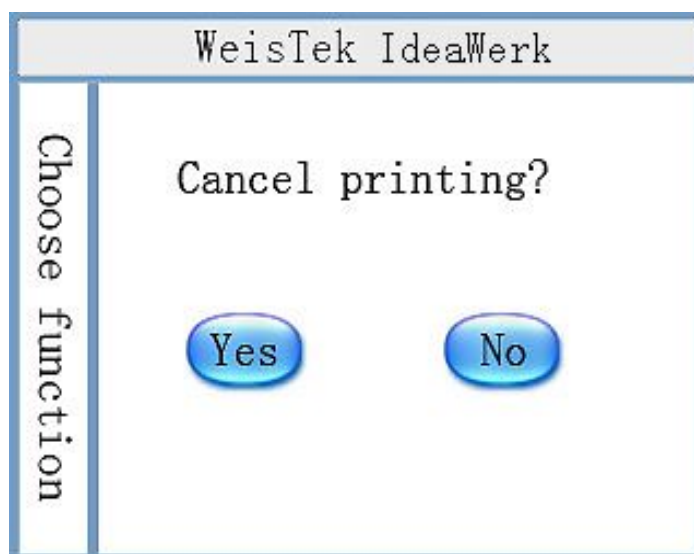 WeisTek IdeaWerk
Choose function
Cancel printing?
Yes
No